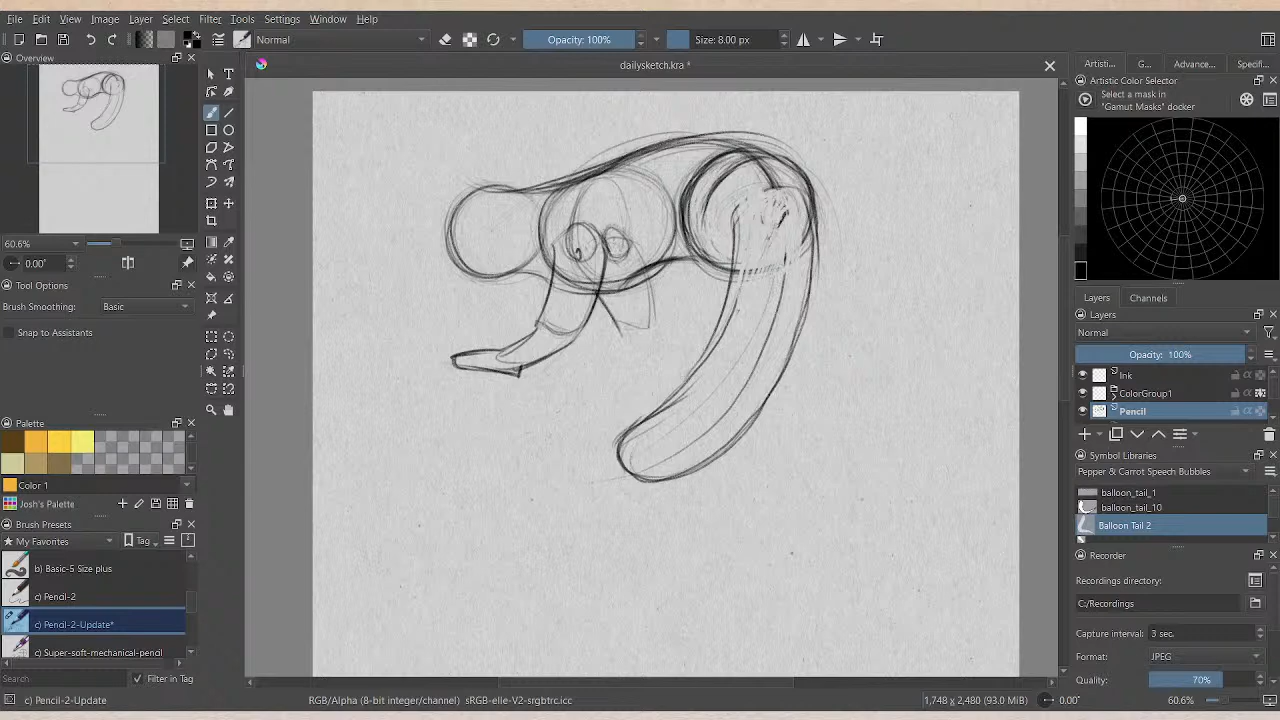 File Edit View Image Layer Select Filter Tools Settings Window Help
Normal Opacity: 100% Size: 8.00 px
Overview
dailysketch.kra *
60.6%
0.00°
Tool Options
Brush Smoothing: Basic
Snap to Assistants
Palette
Color 1
Josh's Palette
Brush Presets
My Favorites Tag
b) Basic-5 Size plus
c) Pencil-2
c) Pencil-2-Update*
c) Super-soft-mechanical-pencil
Search Filter in Tag
c) Pencil-2-Update
RGB/Alpha (8-bit integer/channel) sRGB-elle-V2-srgbtrc.icc
1,748 x 2,480 (93.0 MiB) 0.00° 60.6%
Artisti... G... Advance... Specifi...
Artistic Color Selector
Select a mask in
"Gamut Masks" docker
Layers Channels
Layers
Normal
Opacity: 100%
Ink
ColorGroup1
Pencil
Symbol Libraries
Pepper & Carrot Speech Bubbles
balloon_tail_1
balloon_tail_10
Balloon Tail 2
Recorder
Recordings directory:
C:/Recordings
Capture interval: 3 sec.
Format: JPEG
Quality: 70%